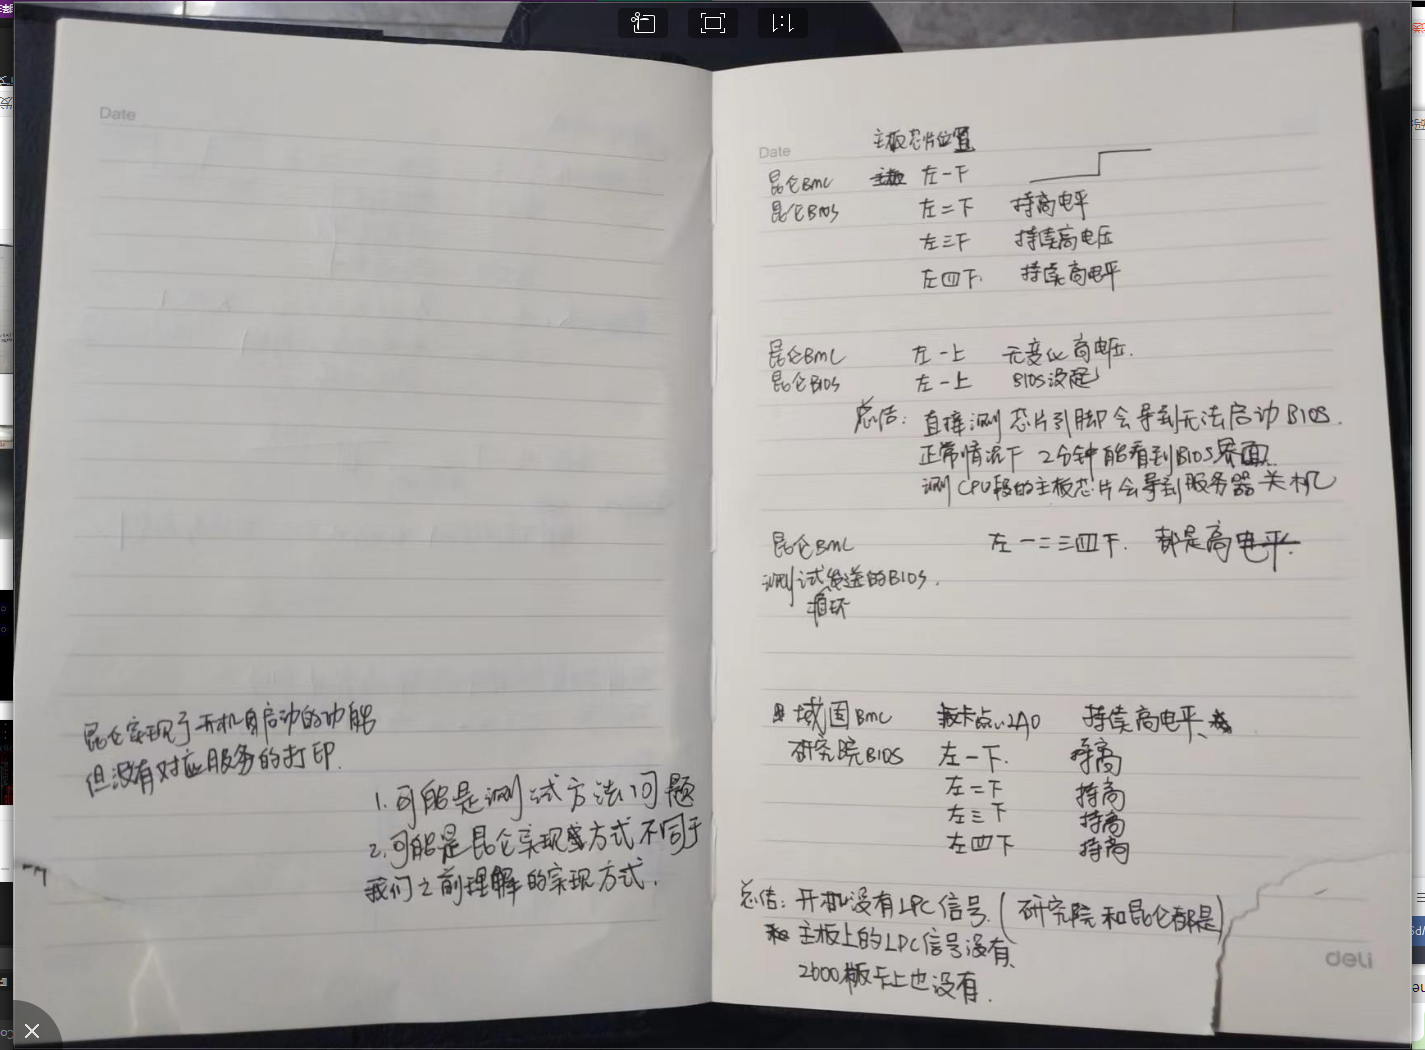 Date
昆仑实现了开机自启动的功能
但没有对应服务的打印.
1. 可能是测试方法问题
2. 可能是昆仑实现方式不同于
我们之前理解的实现方式.
Date
主板芯片位置
昆仑BMC 左一下
昆仑BIOS 左二下 持高电平
左三下 持续高电压
左四下. 持续高电平
昆仑BMC 左一上 无变化高电压.
昆仑BIOS 左一上 BIOS没起
总结: 直接测芯片引脚会导到无法启动BIOS.
正常情况下 2分钟能看到BIOS界面.
测CPU段的主板芯片会导到服务器关机
昆仑BMC 左一二三四下. 都是高电平.
测试发送的BIOS.
循环
域固BMC 持续高电平、
研究院BIOS 左一下. 持高
左二下 持高
左三下 持高
左四下 持高
总结: 开机没有LPC信号. (研究院和昆仑都是)
主板上的LPC信号没有、
2600板卡上也没有.
deli